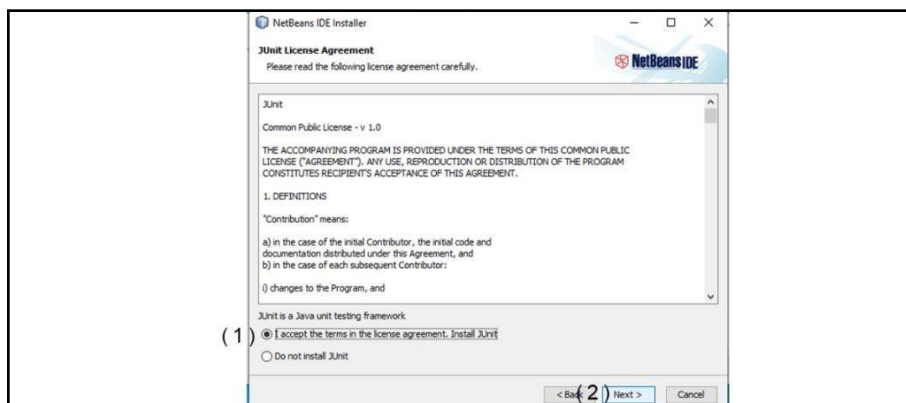 NetBeans IDE Installer
JUnit License Agreement
Please read the following license agreement carefully.
NetBeans IDE
JUnit
Common Public License - v 1.0
THE ACCOMPANYING PROGRAM IS PROVIDED UNDER THE TERMS OF THIS COMMON PUBLIC
LICENSE ("AGREEMENT"). ANY USE, REPRODUCTION OR DISTRIBUTION OF THE PROGRAM
CONSTITUTES RECIPIENT'S ACCEPTANCE OF THIS AGREEMENT.
1. DEFINITIONS
"Contribution" means:
a) in the case of the initial Contributor, the initial code and
documentation distributed under this Agreement, and
b) in the case of each subsequent Contributor:
i) changes to the Program, and
JUnit is a Java unit testing framework
(1) I accept the terms in the license agreement. Install JUnit
Do not install JUnit
< Back (2) Next > Cancel